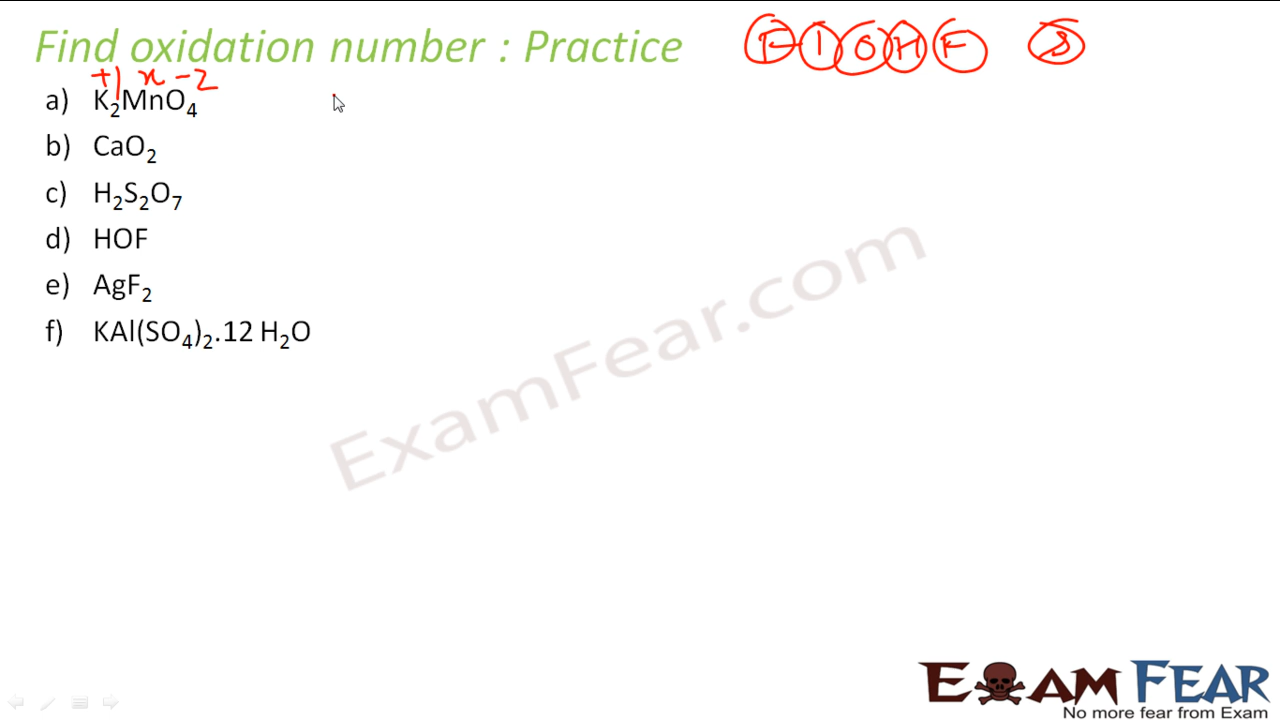 Find oxidation number : Practice F I O H F S
+1 x -2
a) K₂MnO₄
b) CaO₂
c) H₂S₂O₇
d) HOF
e) AgF₂
f) KAl(SO₄)₂.12 H₂O
ExamFear.com
EXAM FEAR
No more fear from Exam